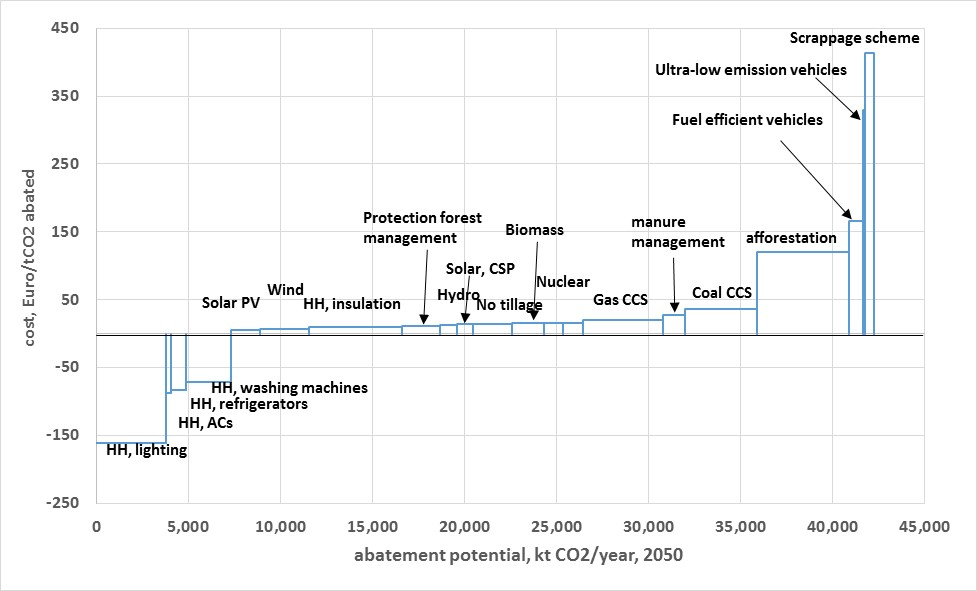 450
350
250
150
50
-50
-150
-250
cost, Euro/tCO2 abated
Scrappage scheme
Ultra-low emission vehicles
Fuel efficient vehicles
Protection forest
management
Biomass
manure
management
afforestation
Solar, CSP
Nuclear
Solar PV
Wind
HH, insulation
Hydro
No tillage
Gas CCS
Coal CCS
HH, washing machines
HH, refrigerators
HH, ACs
HH, lighting
0
5,000
10,000
15,000
20,000
25,000
30,000
35,000
40,000
45,000
abatement potential, kt CO2/year, 2050